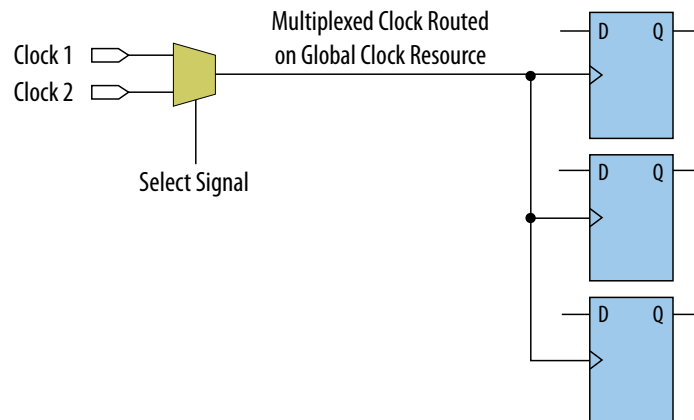 Multiplexed Clock Routed
on Global Clock Resource
Clock 1
Clock 2
Select Signal
D Q
D Q
D Q